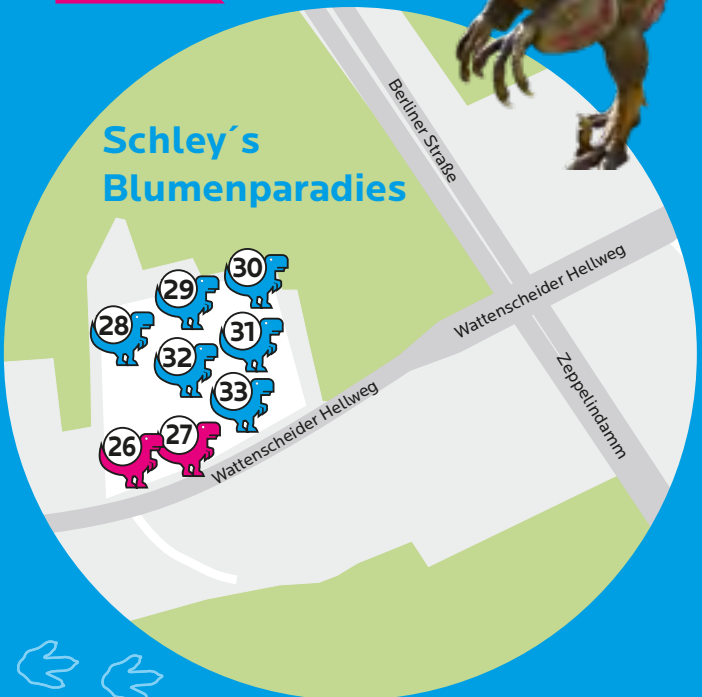 Berliner Straße
Schley´s
Blumenparadies
Wattenscheider Hellweg
30
29
28
31
32
33
Zeppelindamm
27
26
Wattenscheider Hellweg